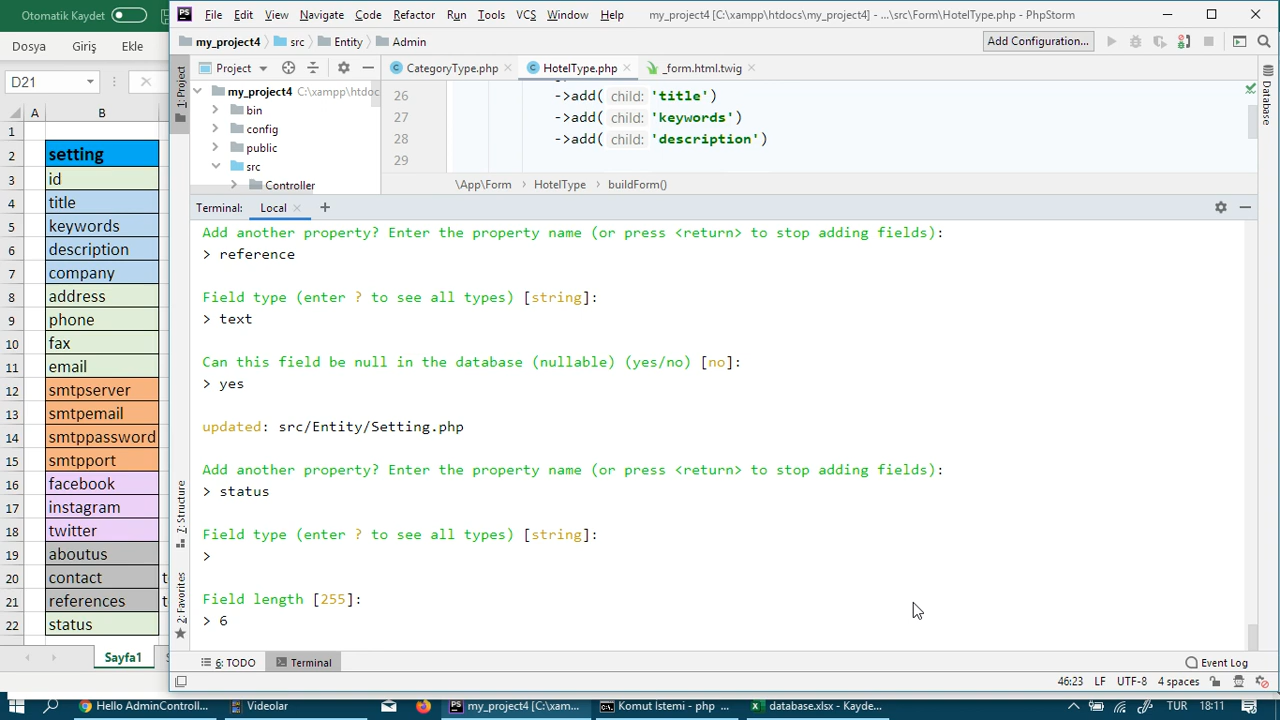 Otomatik Kaydet
Dosya Giriş Ekle
D21
A B
1
2 setting
3 id
4 title
5 keywords
6 description
7 company
8 address
9 phone
10 fax
11 email
12 smtpserver
13 smtpemail
14 smtppassword
15 smtpport
16 facebook
17 instagram
18 twitter
19 aboutus
20 contact t
21 references t
22 status
Sayfa1
File Edit View Navigate Code Refactor Run Tools VCS Window Help my_project4 [C:\xampp\htdocs\my_project4] - ...\src\Form\HotelType.php - PhpStorm
my_project4 src Entity Admin Add Configuration...
1: Project
Project
CategoryType.php HotelType.php _form.html.twig
Database
my_project4 C:\xampp\htdoc
bin
config
public
src
Controller
26 ->add( child: 'title')
27 ->add( child: 'keywords')
28 ->add( child: 'description')
29
\App\Form HotelType buildForm()
Terminal: Local +
Add another property? Enter the property name (or press <return> to stop adding fields):
> reference
Field type (enter ? to see all types) [string]:
> text
Can this field be null in the database (nullable) (yes/no) [no]:
> yes
updated: src/Entity/Setting.php
Add another property? Enter the property name (or press <return> to stop adding fields):
> status
Field type (enter ? to see all types) [string]:
>
Field length [255]:
> 6
7: Structure
2: Favorites
6: TODO Terminal Event Log
46:23 LF UTF-8 4 spaces
Hello AdminControll... Videolar my_project4 [C:\xam... Komut İstemi - php ... database.xlsx - Kayde... TUR 18:11